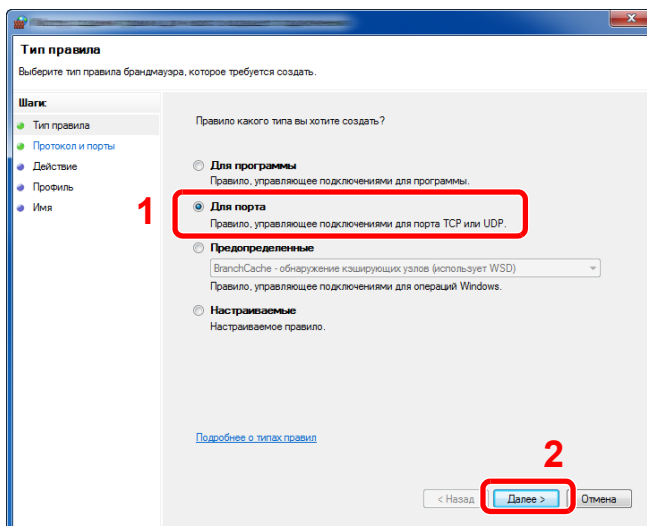 Тип правила
Выберите тип правила брандмауэра, которое требуется создать.
Шаги:
Тип правила
Протокол и порты
Действие
Профиль
Имя
Правило какого типа вы хотите создать?
Для программы
Правило, управляющее подключениями для программы.
1
Для порта
Правило, управляющее подключениями для порта TCP или UDP.
Предопределенные
BranchCache - обнаружение кэширующих узлов (использует WSD)
Правило, управляющее подключениями для операций Windows.
Настраиваемые
Настраиваемое правило.
Подробнее о типах правил
2
< Назад
Далее >
Отмена